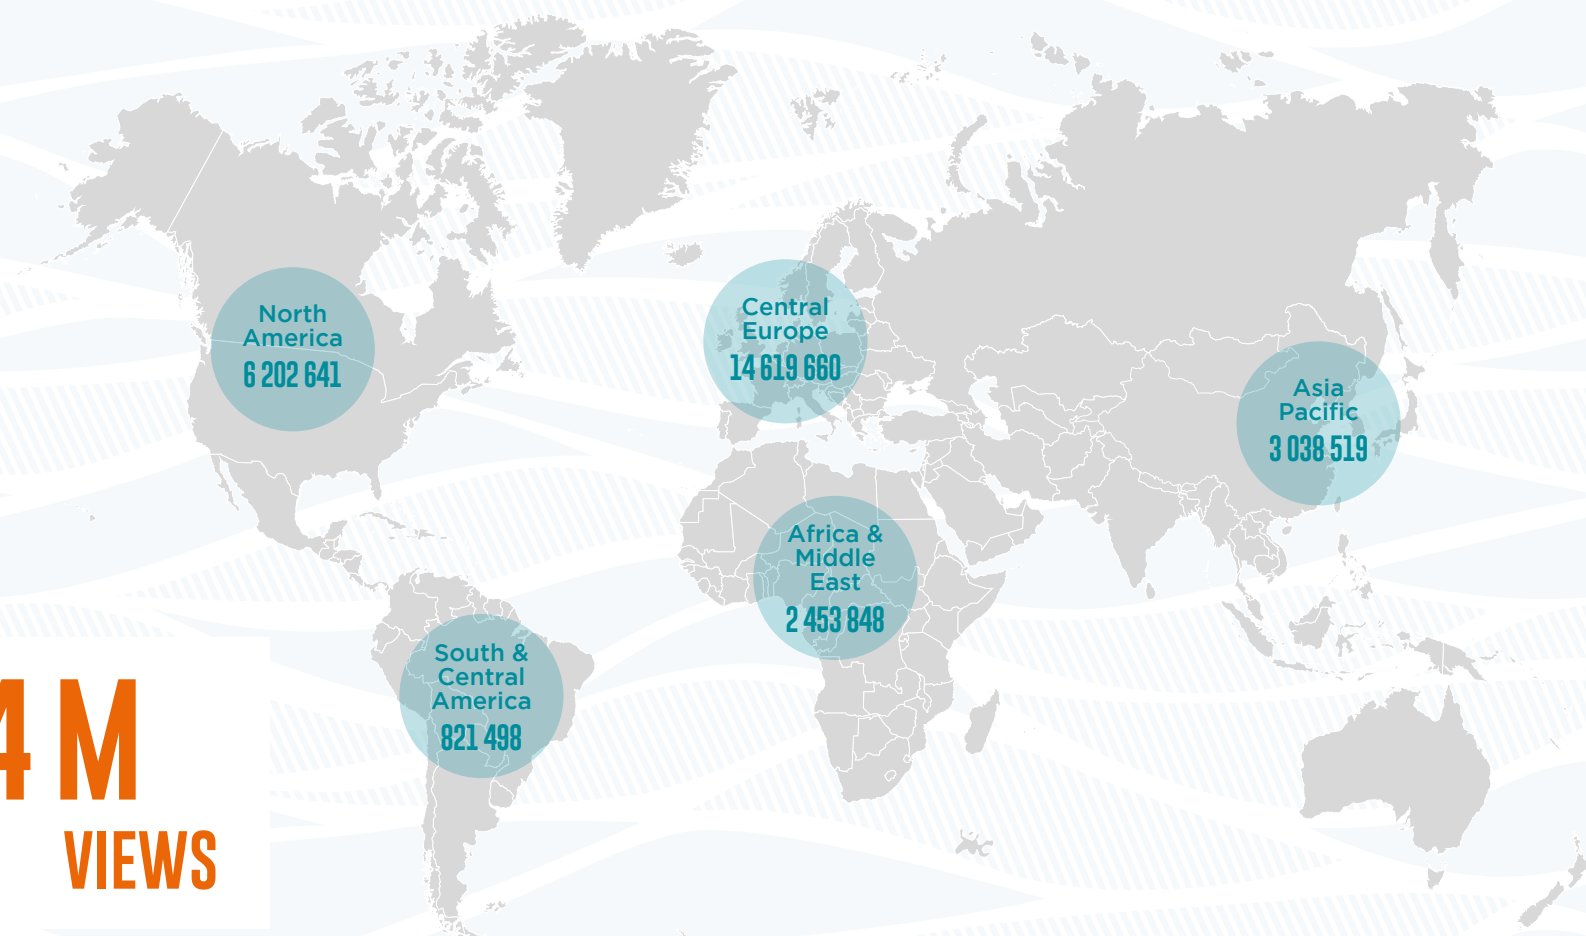 North
America
6 202 641
Central
Europe
14 619 660
Asia
Pacific
3 038 519
Africa &
Middle
East
2 453 848
South &
Central
America
821 498
4 M
VIEWS